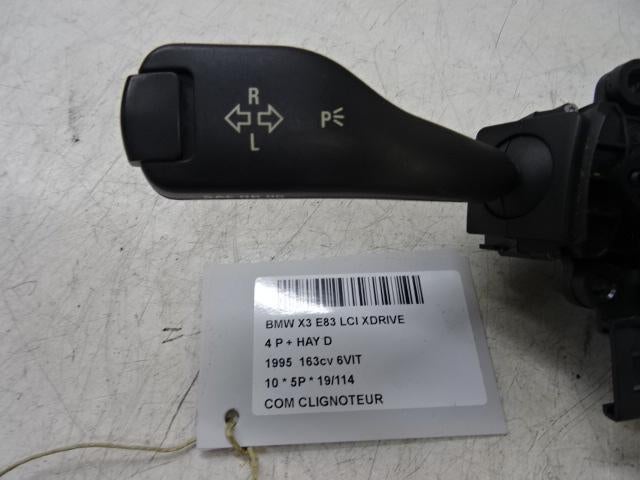 R
L
P
BMW X3 E83 LCI XDRIVE
4 P + HAY D
1995 163cv 6VIT
10 * 5P * 19/114
COM CLIGNOTEUR